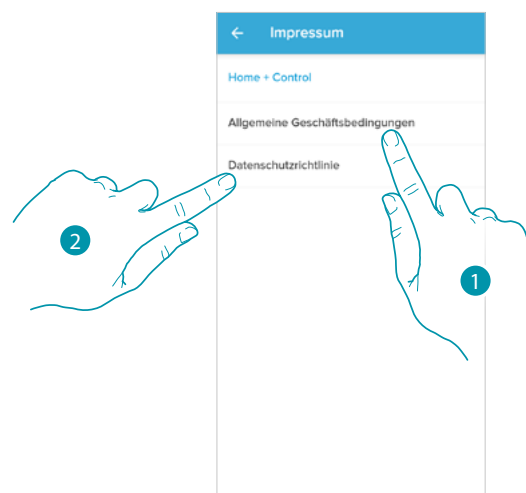 Impressum
Home + Control
Allgemeine Geschäftsbedingungen
Datenschutzrichtlinie
2
1